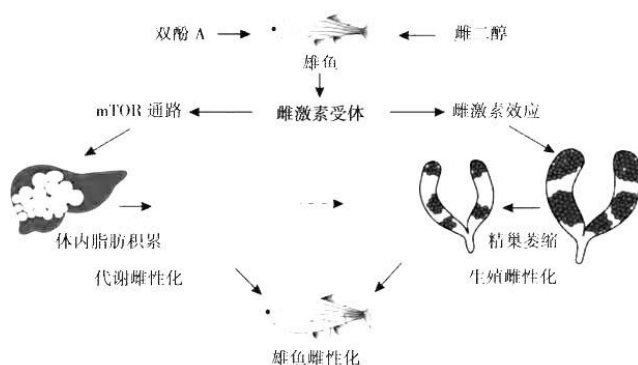 双酚 A
雌二醇
雄鱼
mTOR 通路
雌激素受体
雌激素效应
体内脂肪积累
精巢萎缩
代谢雌性化
生殖雌性化
雄鱼雌性化